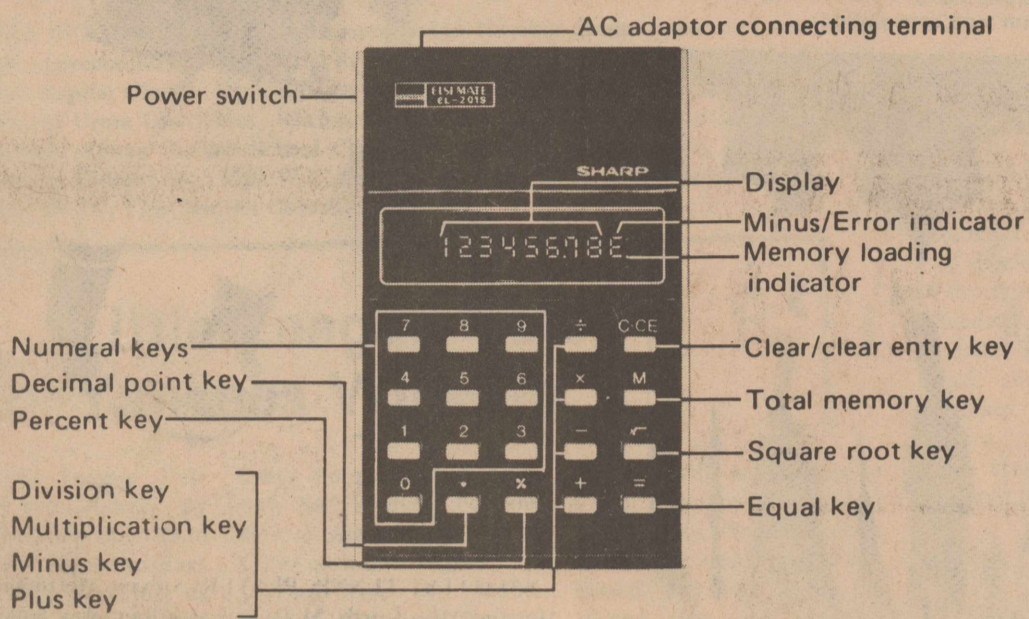 AC adaptor connecting terminal
Power switch
ELSI MATE
EL-201S
SHARP
Display
Minus/Error indicator
12345678E
Memory loading
indicator
7 8 9 ÷ C·CE
Numeral keys
Clear/clear entry key
4 5 6 × M
Decimal point key
Total memory key
Percent key
1 2 3 − √
Square root key
0 • % + =
Division key
Equal key
Multiplication key
Minus key
Plus key